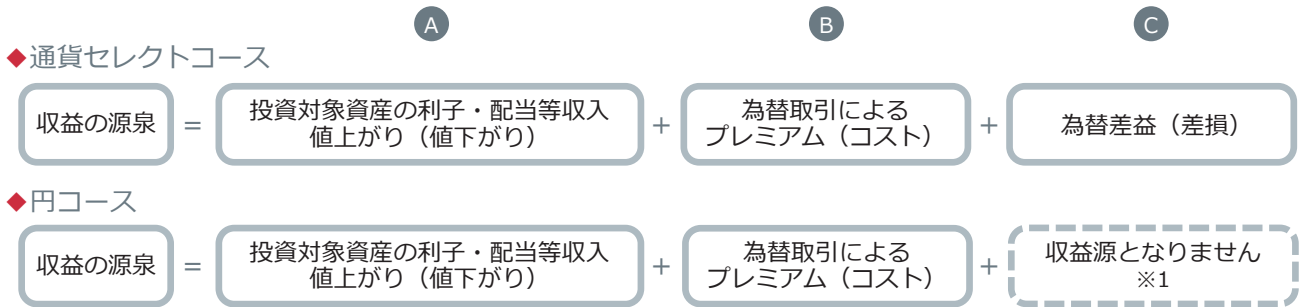 A B C
◆通貨セレクトコース
収益の源泉 = 投資対象資産の利子・配当等収入 値上がり（値下がり） + 為替取引による プレミアム（コスト） + 為替差益（差損）
◆円コース
収益の源泉 = 投資対象資産の利子・配当等収入 値上がり（値下がり） + 為替取引による プレミアム（コスト） + 収益源となりません ※1